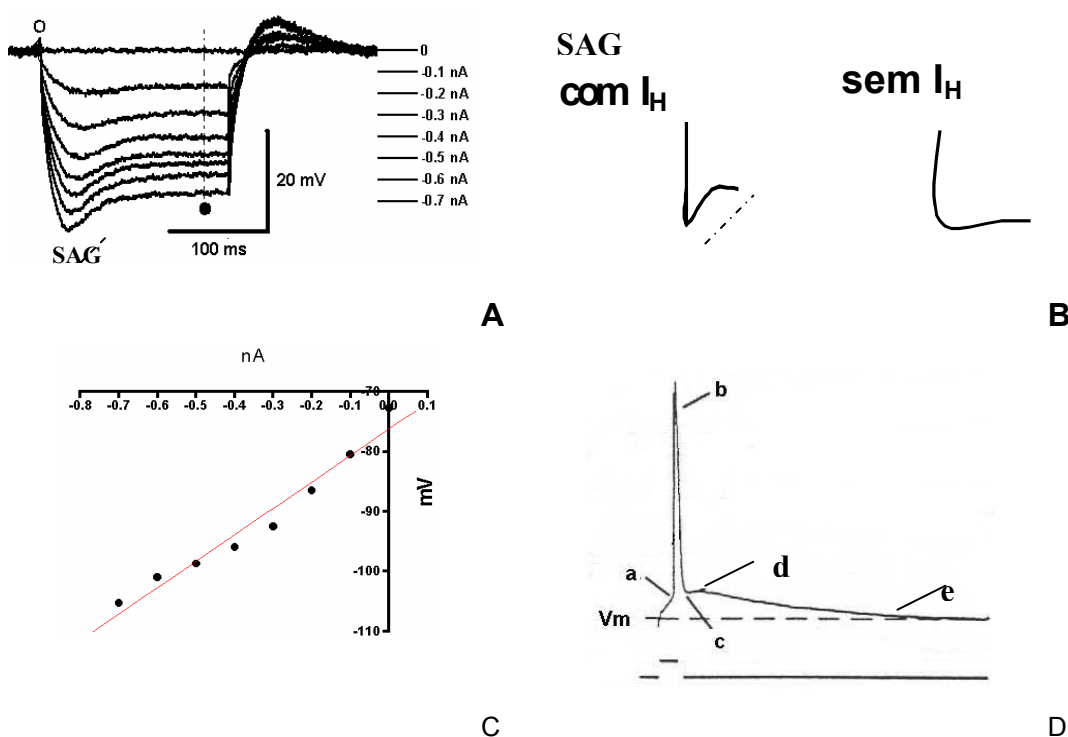 O
0
-0.1 nA
-0.2 nA
-0.3 nA
-0.4 nA
-0.5 nA
-0.6 nA
-0.7 nA
20 mV
100 ms
SAG
A
SAG
com I_H
sem I_H
B
nA
-0.8 -0.7 -0.6 -0.5 -0.4 -0.3 -0.2 -0.1 0.0 0.1
-70
-80
-90
-100
-110
mV
C
b
a
d
e
Vm
c
D